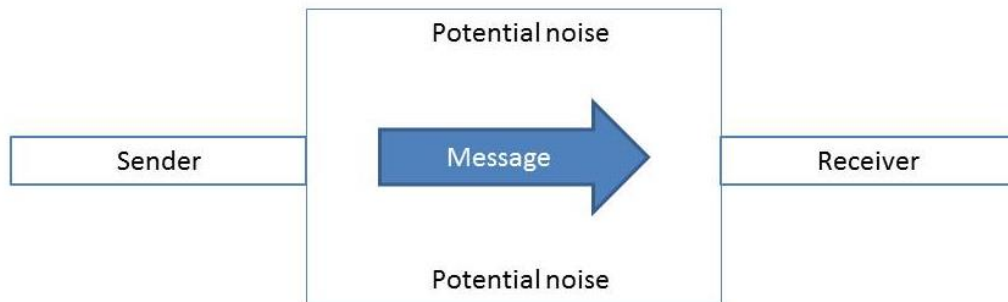 Potential noise
Sender
Message
Receiver
Potential noise